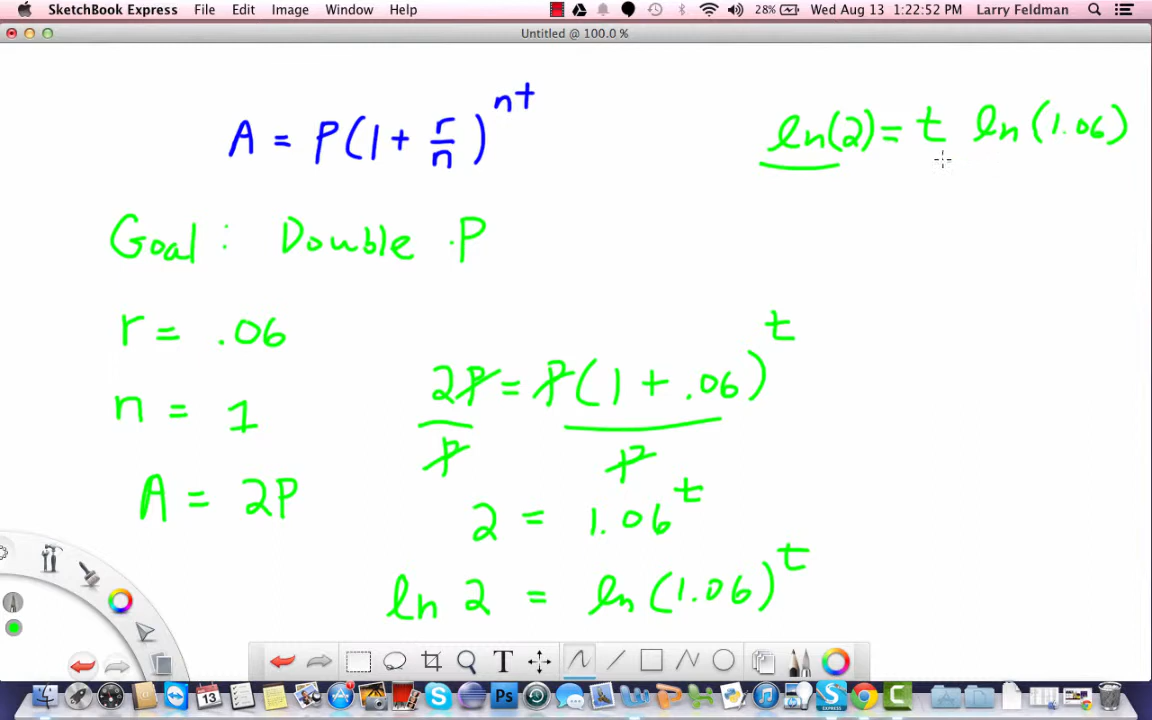 SketchBook Express File Edit Image Window Help 28% Wed Aug 13 1:22:52 PM Larry Feldman
Untitled @ 100.0 %
A = P(1 + r/n)^nt
ln(2) = t ln(1.06)
Goal: Double P
r = .06
n = 1
A = 2P
2P = P(1 + .06)^t
P P
2 = 1.06^t
ln 2 = ln(1.06)^t
T
13 S Ps W P S C